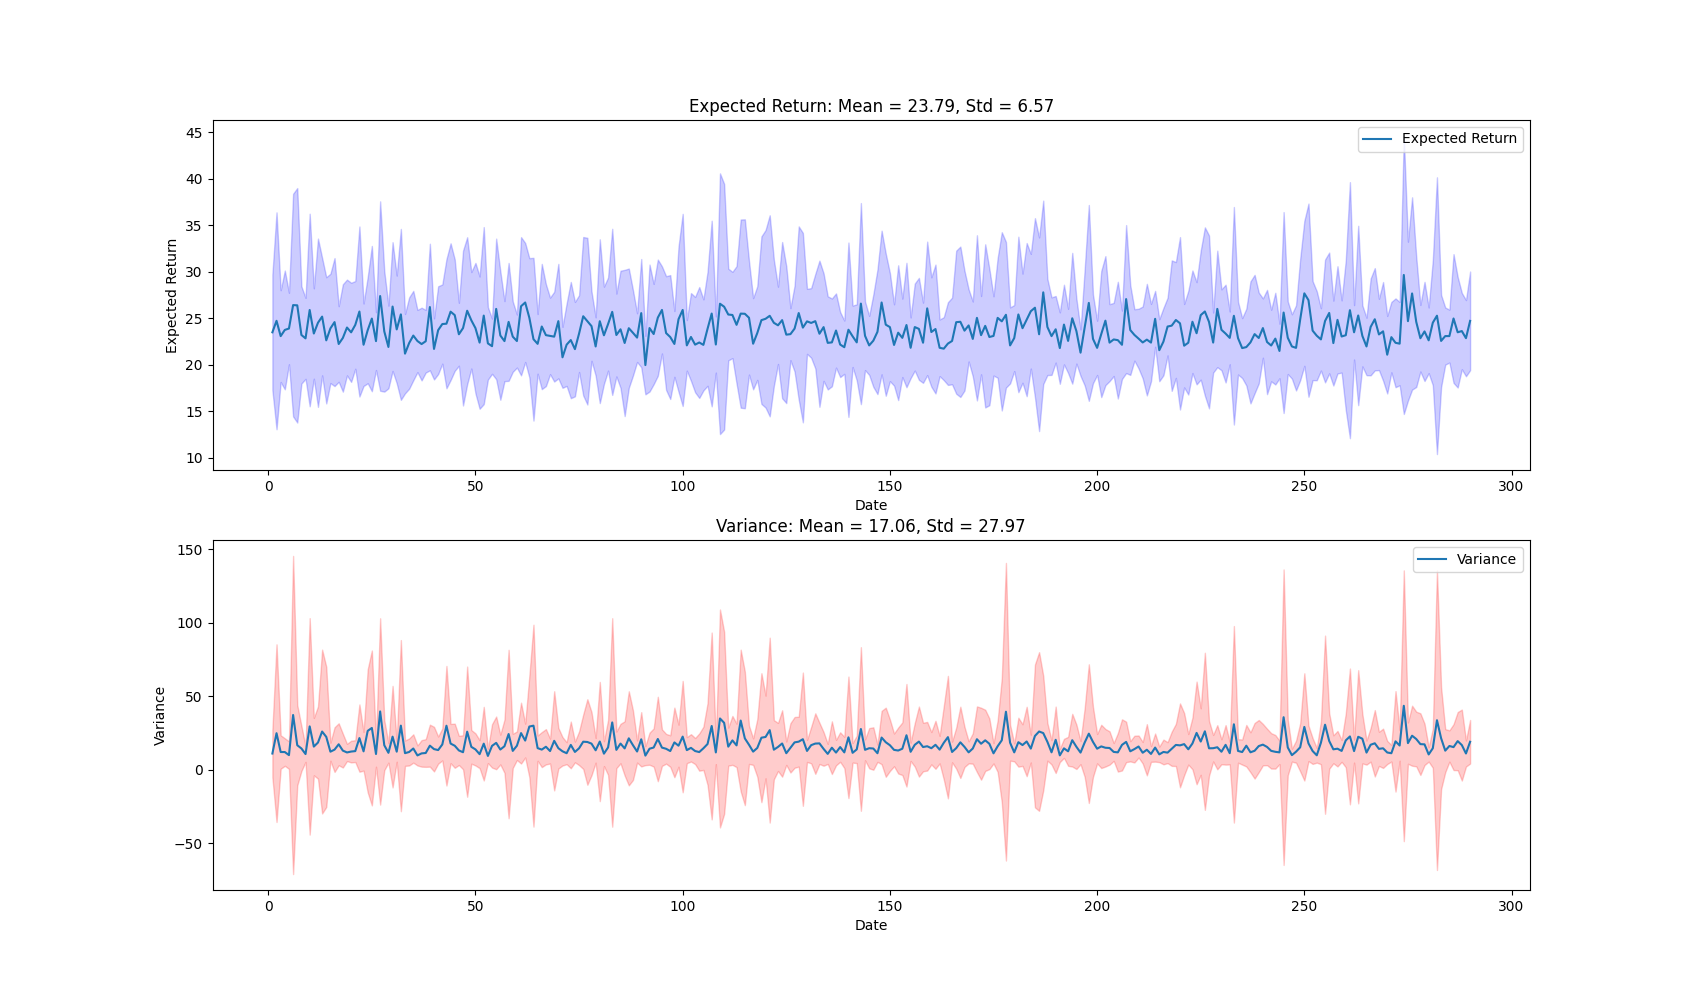 Expected Return: Mean = 23.79, Std = 6.57
Expected Return
45
40
35
30
25
20
15
10
Expected Return
0 50 100 150 200 250 300
Date
Variance: Mean = 17.06, Std = 27.97
Variance
150
100
50
0
−50
Variance
0 50 100 150 200 250 300
Date